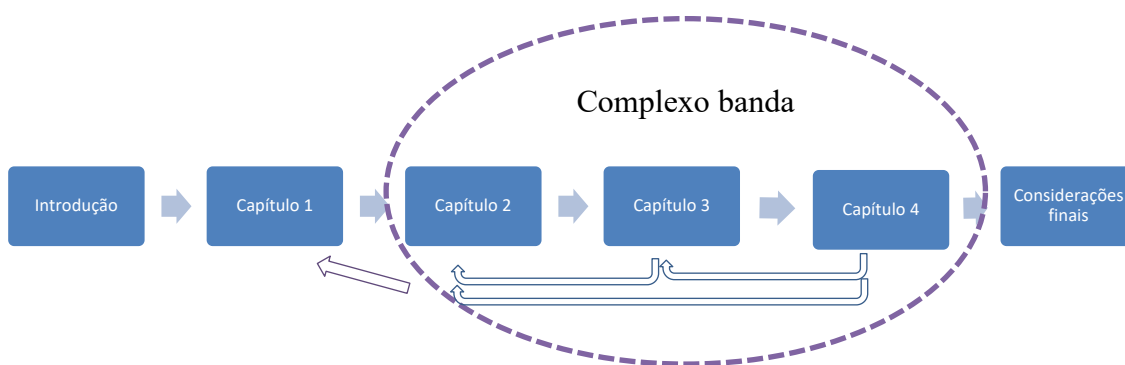 Complexo banda
Introdução
Capítulo 1
Capítulo 2
Capítulo 3
Capítulo 4
Considerações
finais